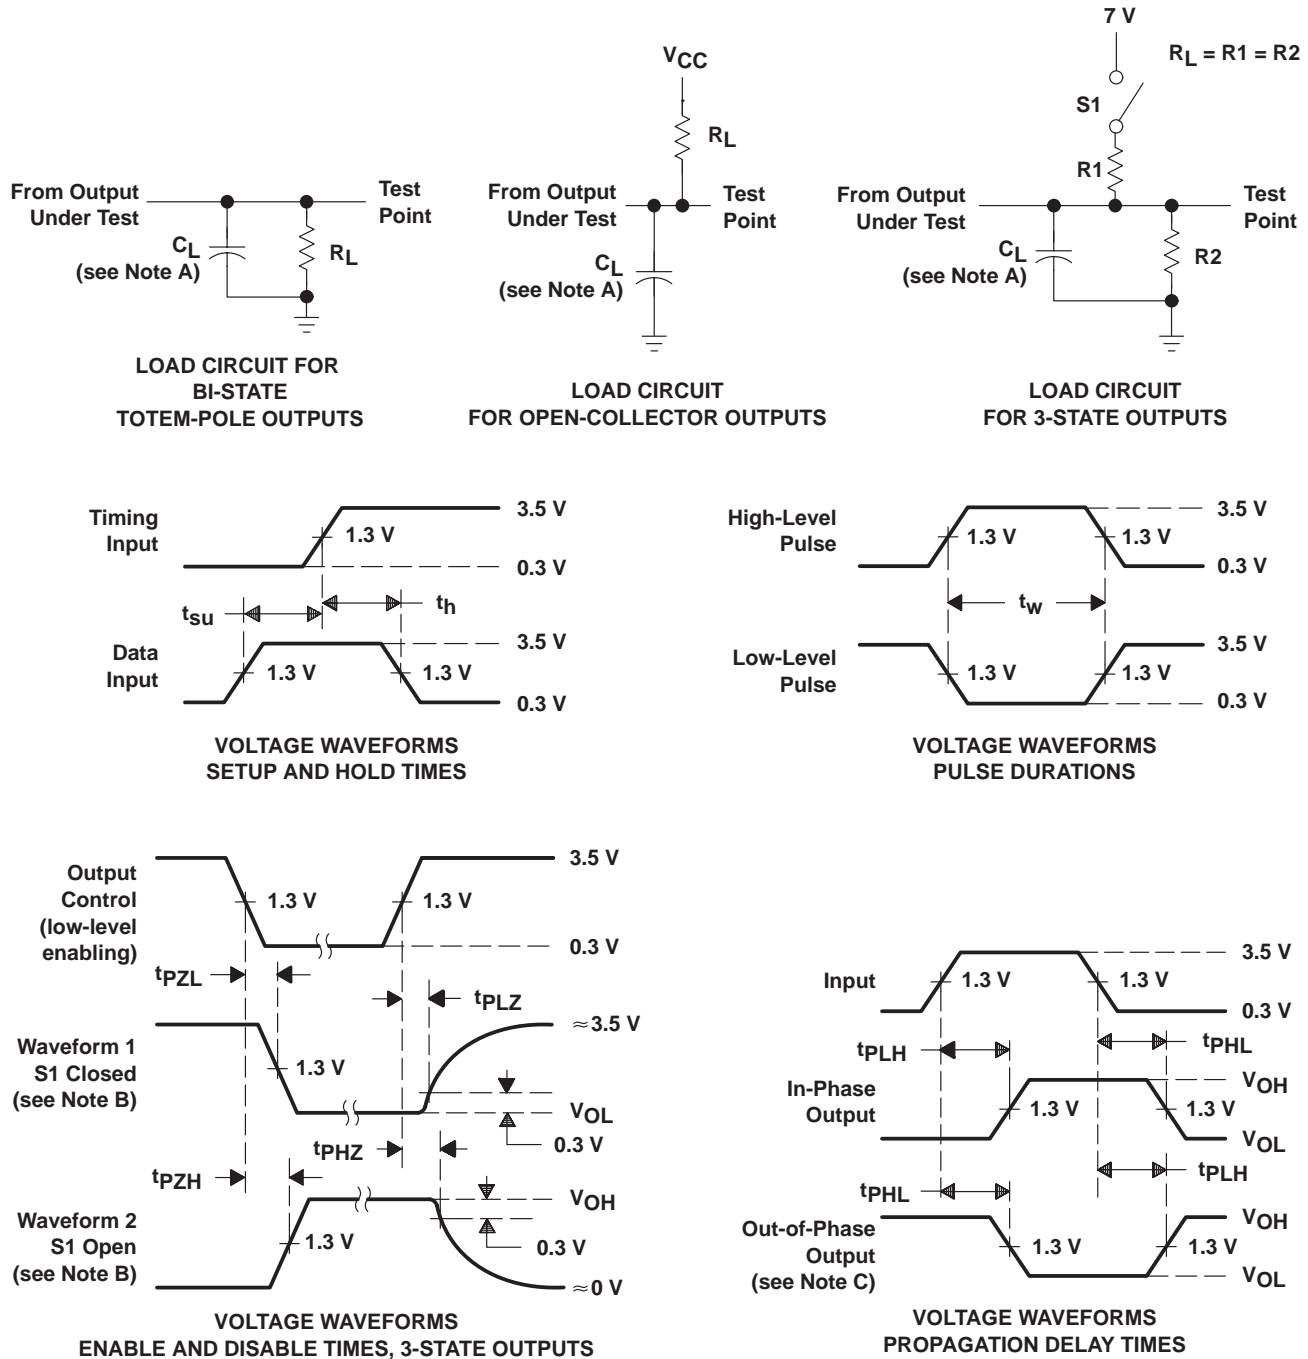 From Output
Under Test
Test
Point
CL
(see Note A)
RL
LOAD CIRCUIT FOR
BI-STATE
TOTEM-POLE OUTPUTS
VCC
RL
From Output
Under Test
Test
Point
CL
(see Note A)
LOAD CIRCUIT
FOR OPEN-COLLECTOR OUTPUTS
7 V
RL = R1 = R2
S1
R1
From Output
Under Test
Test
Point
CL
(see Note A)
R2
LOAD CIRCUIT
FOR 3-STATE OUTPUTS
Timing
Input
1.3 V
3.5 V
0.3 V
tsu
th
Data
Input
1.3 V
1.3 V
3.5 V
0.3 V
VOLTAGE WAVEFORMS
SETUP AND HOLD TIMES
High-Level
Pulse
1.3 V
1.3 V
3.5 V
0.3 V
tw
Low-Level
Pulse
1.3 V
1.3 V
3.5 V
0.3 V
VOLTAGE WAVEFORMS
PULSE DURATIONS
Output
Control
(low-level
enabling)
1.3 V
1.3 V
3.5 V
0.3 V
tPZL
tPLZ
Waveform 1
S1 Closed
(see Note B)
1.3 V
≈3.5 V
VOL
0.3 V
tPHZ
tPZH
Waveform 2
S1 Open
(see Note B)
1.3 V
VOH
0.3 V
≈0 V
VOLTAGE WAVEFORMS
ENABLE AND DISABLE TIMES, 3-STATE OUTPUTS
Input
1.3 V
1.3 V
3.5 V
0.3 V
tPLH
tPHL
In-Phase
Output
1.3 V
1.3 V
VOH
VOL
tPHL
tPLH
Out-of-Phase
Output
(see Note C)
1.3 V
1.3 V
VOH
VOL
VOLTAGE WAVEFORMS
PROPAGATION DELAY TIMES